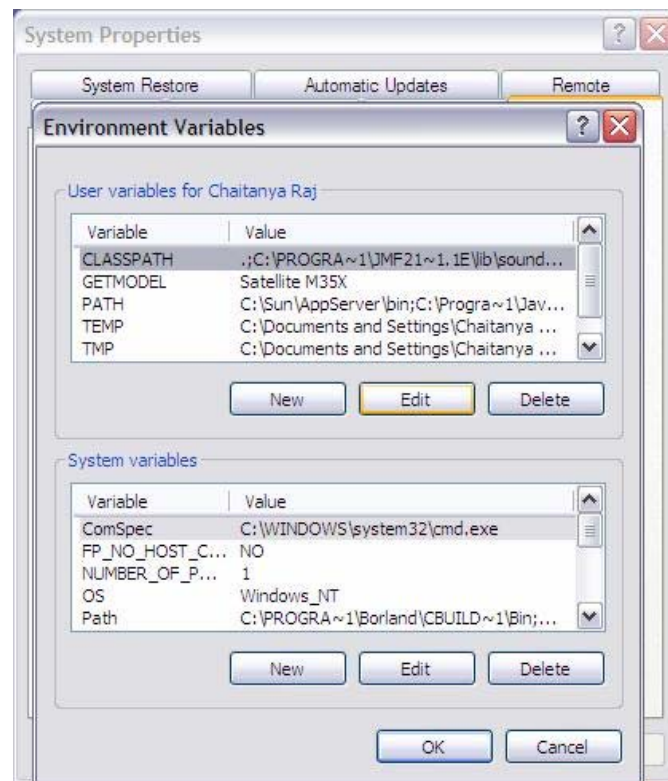 System Properties
System Restore Automatic Updates Remote
Environment Variables
User variables for Chaitanya Raj
Variable Value
CLASSPATH .;C:\PROGRA~1\JMF21~1.1E\lib\sound...
GETMODEL Satellite M35X
PATH C:\Sun\AppServer\bin;C:\Progra~1\Jav...
TEMP C:\Documents and Settings\Chaitanya ...
TMP C:\Documents and Settings\Chaitanya ...
New Edit Delete
System variables
Variable Value
ComSpec C:\WINDOWS\system32\cmd.exe
FP_NO_HOST_C... NO
NUMBER_OF_P... 1
OS Windows_NT
Path C:\PROGRA~1\Borland\CBUILD~1\Bin;...
New Edit Delete
OK Cancel